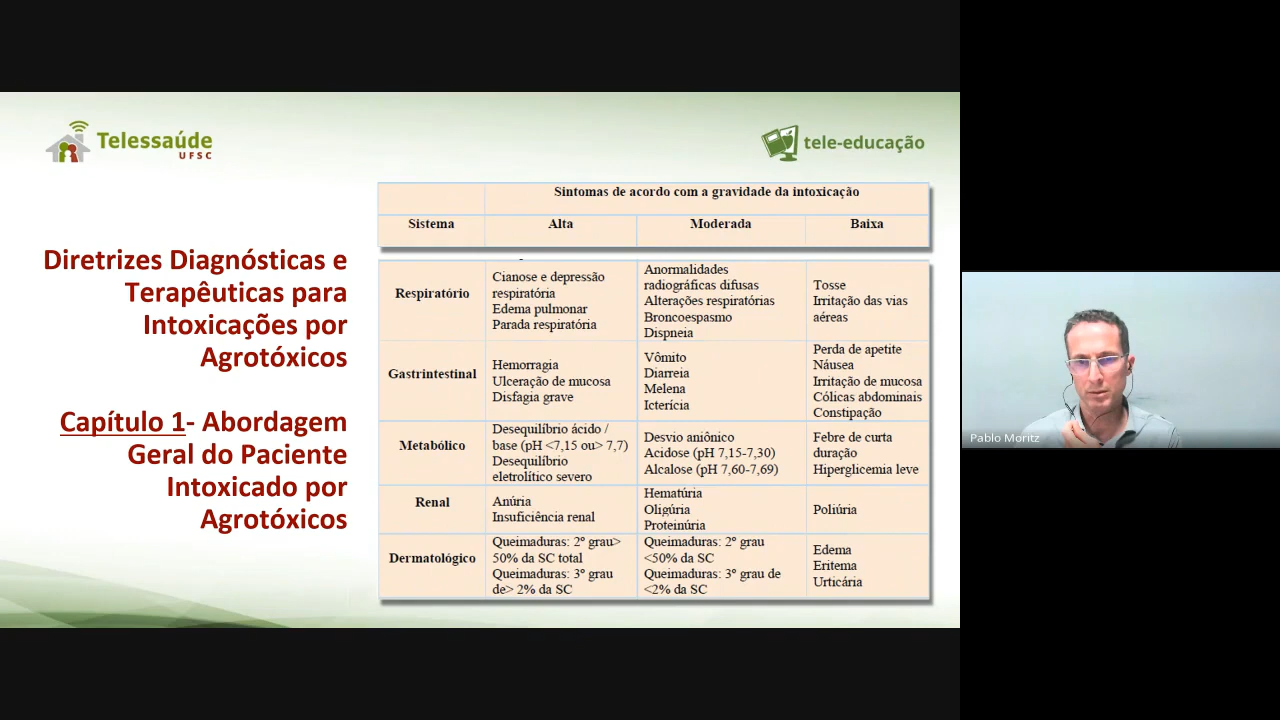 Telessaúde
UFSC
tele-educação
Diretrizes Diagnósticas e
Terapêuticas para
Intoxicações por
Agrotóxicos
Capítulo 1- Abordagem
Geral do Paciente
Intoxicado por
Agrotóxicos
Sintomas de acordo com a gravidade da intoxicação
Sistema
Alta
Moderada
Baixa
Respiratório
Cianose e depressão
respiratória
Edema pulmonar
Parada respiratória
Anormalidades
radiográficas difusas
Alterações respiratórias
Broncoespasmo
Dispneia
Tosse
Irritação das vias
aéreas
Gastrintestinal
Hemorragia
Ulceração de mucosa
Disfagia grave
Vômito
Diarreia
Melena
Icterícia
Perda de apetite
Náusea
Irritação de mucosa
Cólicas abdominais
Constipação
Metabólico
Desequilíbrio ácido /
base (pH <7,15 ou> 7,7)
Desequilíbrio
eletrolítico severo
Desvio aniônico
Acidose (pH 7,15-7,30)
Alcalose (pH 7,60-7,69)
Febre de curta
duração
Hiperglicemia leve
Renal
Anúria
Insuficiência renal
Hematúria
Oligúria
Proteinúria
Poliúria
Dermatológico
Queimaduras: 2º grau>
50% da SC total
Queimaduras: 3º grau
de> 2% da SC
Queimaduras: 2º grau
<50% da SC
Queimaduras: 3º grau de
<2% da SC
Edema
Eritema
Urticária
Pablo Moritz